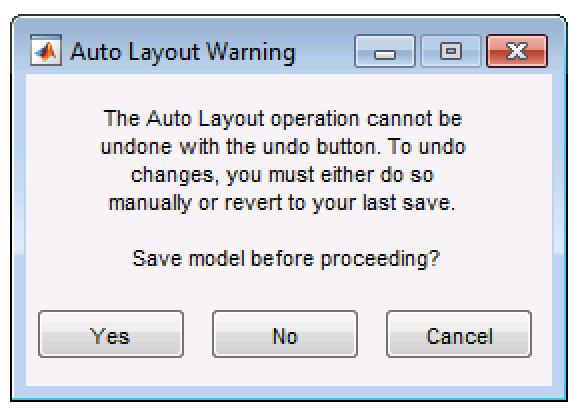 Auto Layout Warning
The Auto Layout operation cannot be
undone with the undo button. To undo
changes, you must either do so
manually or revert to your last save.
Save model before proceeding?
Yes No Cancel